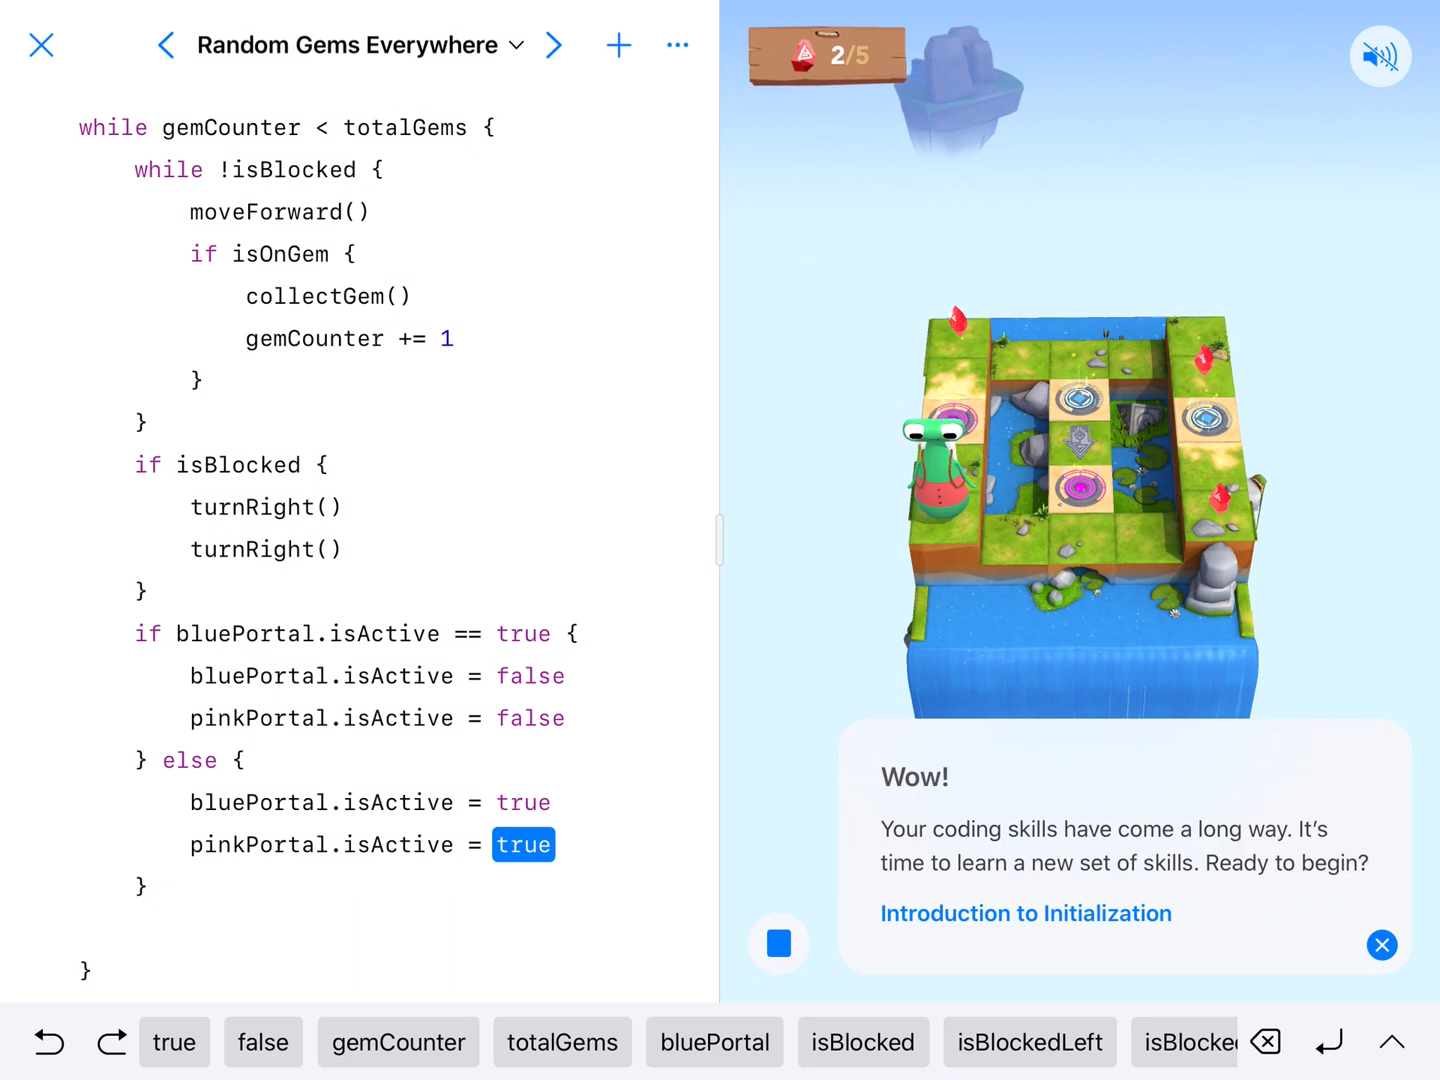 Random Gems Everywhere
while gemCounter < totalGems {
while !isBlocked {
moveForward()
if isOnGem {
collectGem()
gemCounter += 1
}
}
if isBlocked {
turnRight()
turnRight()
}
if bluePortal.isActive == true {
bluePortal.isActive = false
pinkPortal.isActive = false
} else {
bluePortal.isActive = true
pinkPortal.isActive = true
}
}
2/5
Wow!
Your coding skills have come a long way. It’s
time to learn a new set of skills. Ready to begin?
Introduction to Initialization
true false gemCounter totalGems bluePortal isBlocked isBlockedLeft